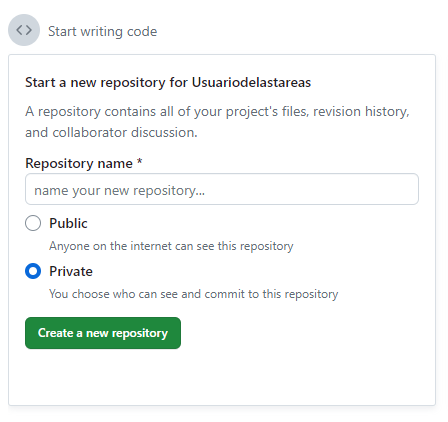 Start writing code
Start a new repository for Usuariodelastareas
A repository contains all of your project's files, revision history,
and collaborator discussion.
Repository name *
name your new repository...
Public
Anyone on the internet can see this repository
Private
You choose who can see and commit to this repository
Create a new repository